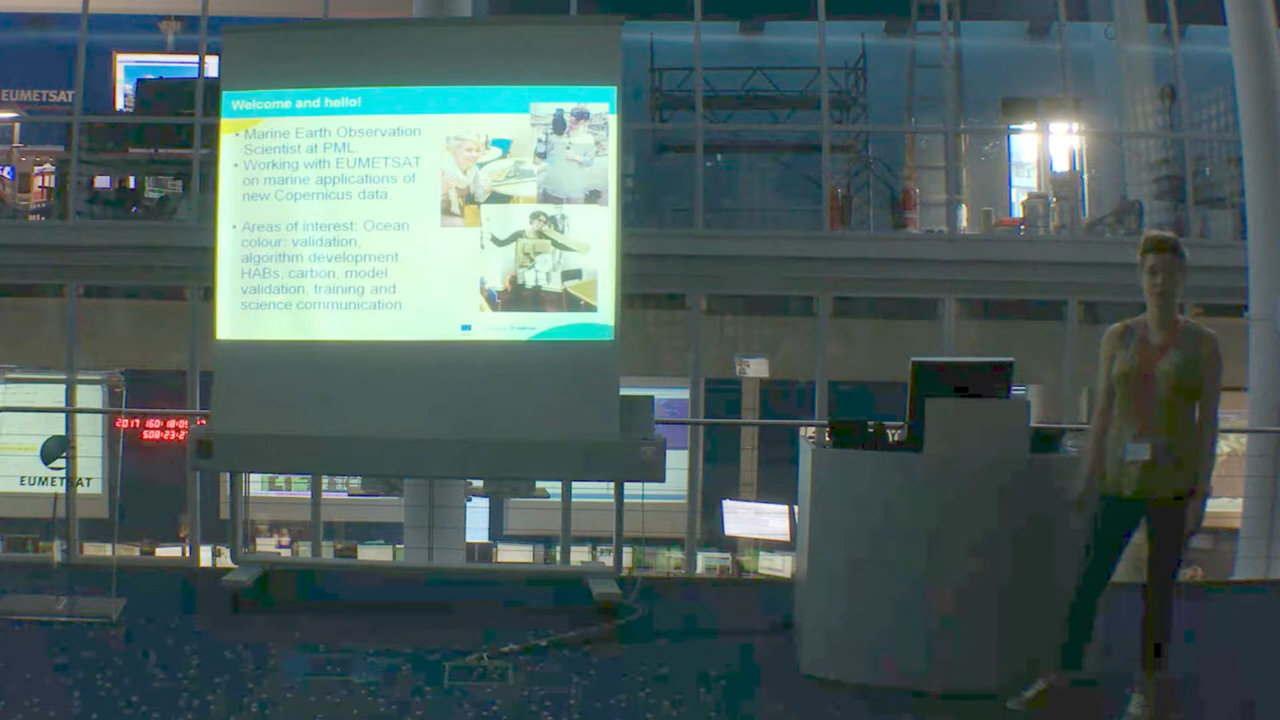 EUMETSAT
Welcome and hello!
• Marine Earth Observation
Scientist at PML.
• Working with EUMETSAT
on marine applications of
new Copernicus data.
• Areas of interest: Ocean
colour: validation,
algorithm development
HABs, carbon, model
validation, training and
science communication
EUMETSAT